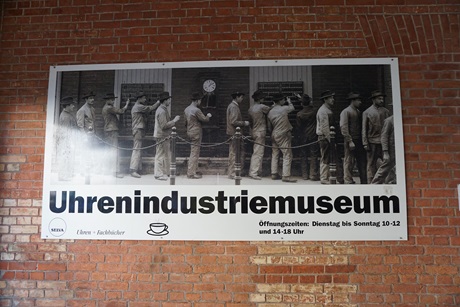 Uhrenindustriemuseum
Uhren + Fachbücher
Öffnungszeiten: Dienstag bis Sonntag 10-12
und 14-18 Uhr